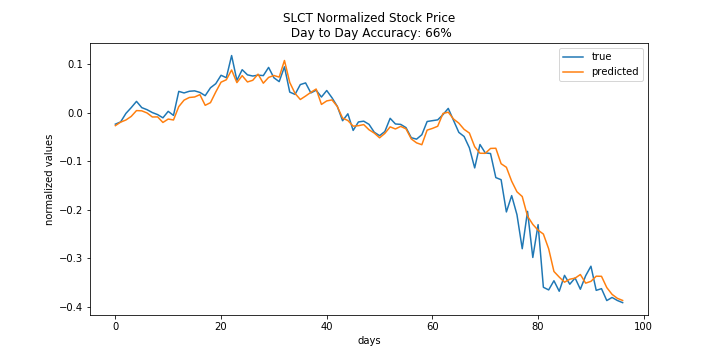 SLCT Normalized Stock Price
Day to Day Accuracy: 66%
true
predicted
normalized values
0.1
0.0
−0.1
−0.2
−0.3
−0.4
0
20
40
60
80
100
days